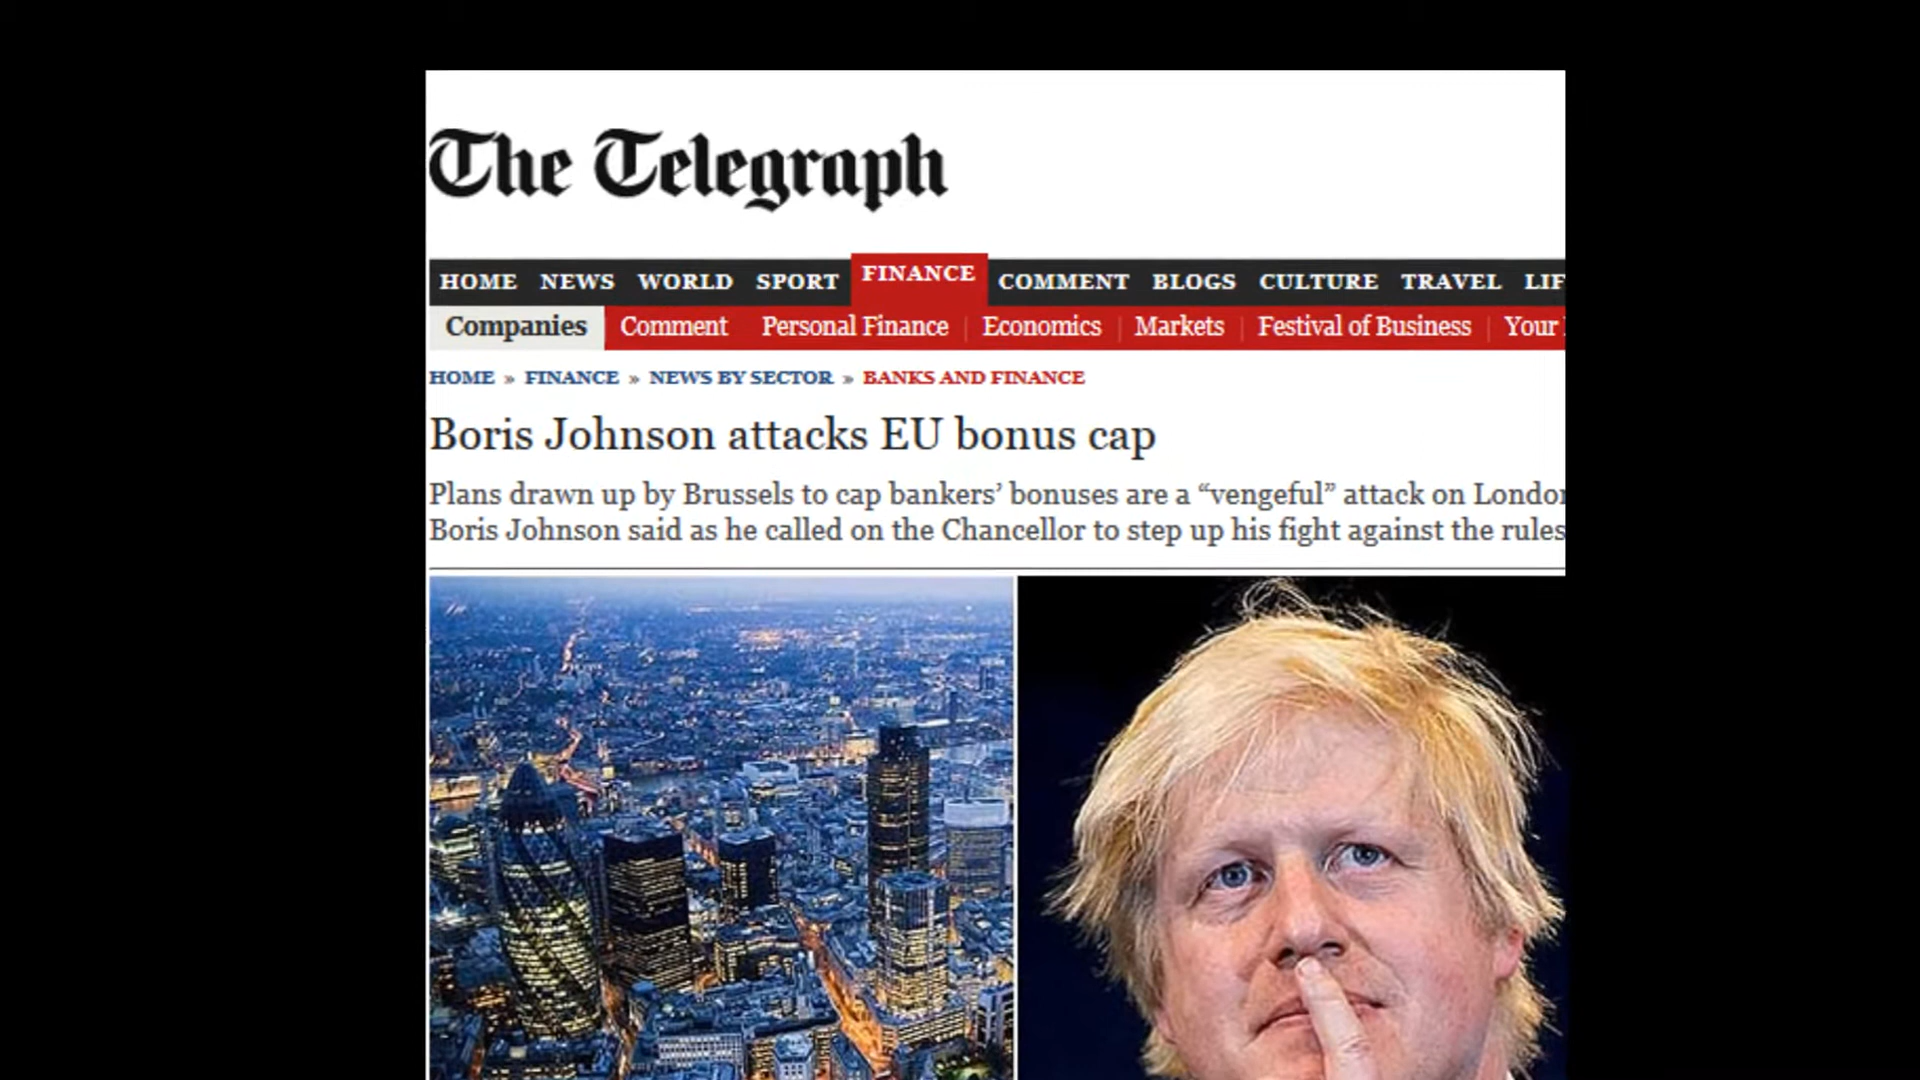 The Telegraph
HOME NEWS WORLD SPORT FINANCE COMMENT BLOGS CULTURE TRAVEL LIF
Companies Comment Personal Finance Economics Markets Festival of Business Your
HOME » FINANCE » NEWS BY SECTOR » BANKS AND FINANCE
Boris Johnson attacks EU bonus cap
Plans drawn up by Brussels to cap bankers’ bonuses are a “vengeful” attack on London
Boris Johnson said as he called on the Chancellor to step up his fight against the rules